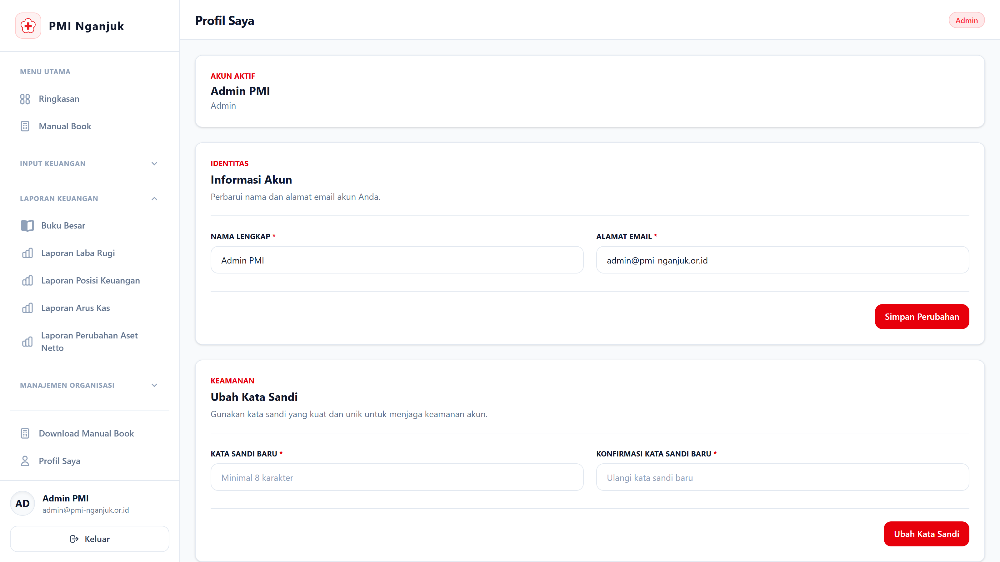 PMI Nganjuk
MENU UTAMA
Ringkasan
Manual Book
INPUT KEUANGAN
LAPORAN KEUANGAN
Buku Besar
Laporan Laba Rugi
Laporan Posisi Keuangan
Laporan Arus Kas
Laporan Perubahan Aset
Netto
MANAJEMEN ORGANISASI
Download Manual Book
Profil Saya
AD
Admin PMI
admin@pmi-nganjuk.or.id
Keluar
Profil Saya
Admin
AKUN AKTIF
Admin PMI
Admin
IDENTITAS
Informasi Akun
Perbarui nama dan alamat email akun Anda.
NAMA LENGKAP *
Admin PMI
ALAMAT EMAIL *
admin@pmi-nganjuk.or.id
Simpan Perubahan
KEAMANAN
Ubah Kata Sandi
Gunakan kata sandi yang kuat dan unik untuk menjaga keamanan akun.
KATA SANDI BARU *
Minimal 8 karakter
KONFIRMASI KATA SANDI BARU *
Ulangi kata sandi baru
Ubah Kata Sandi